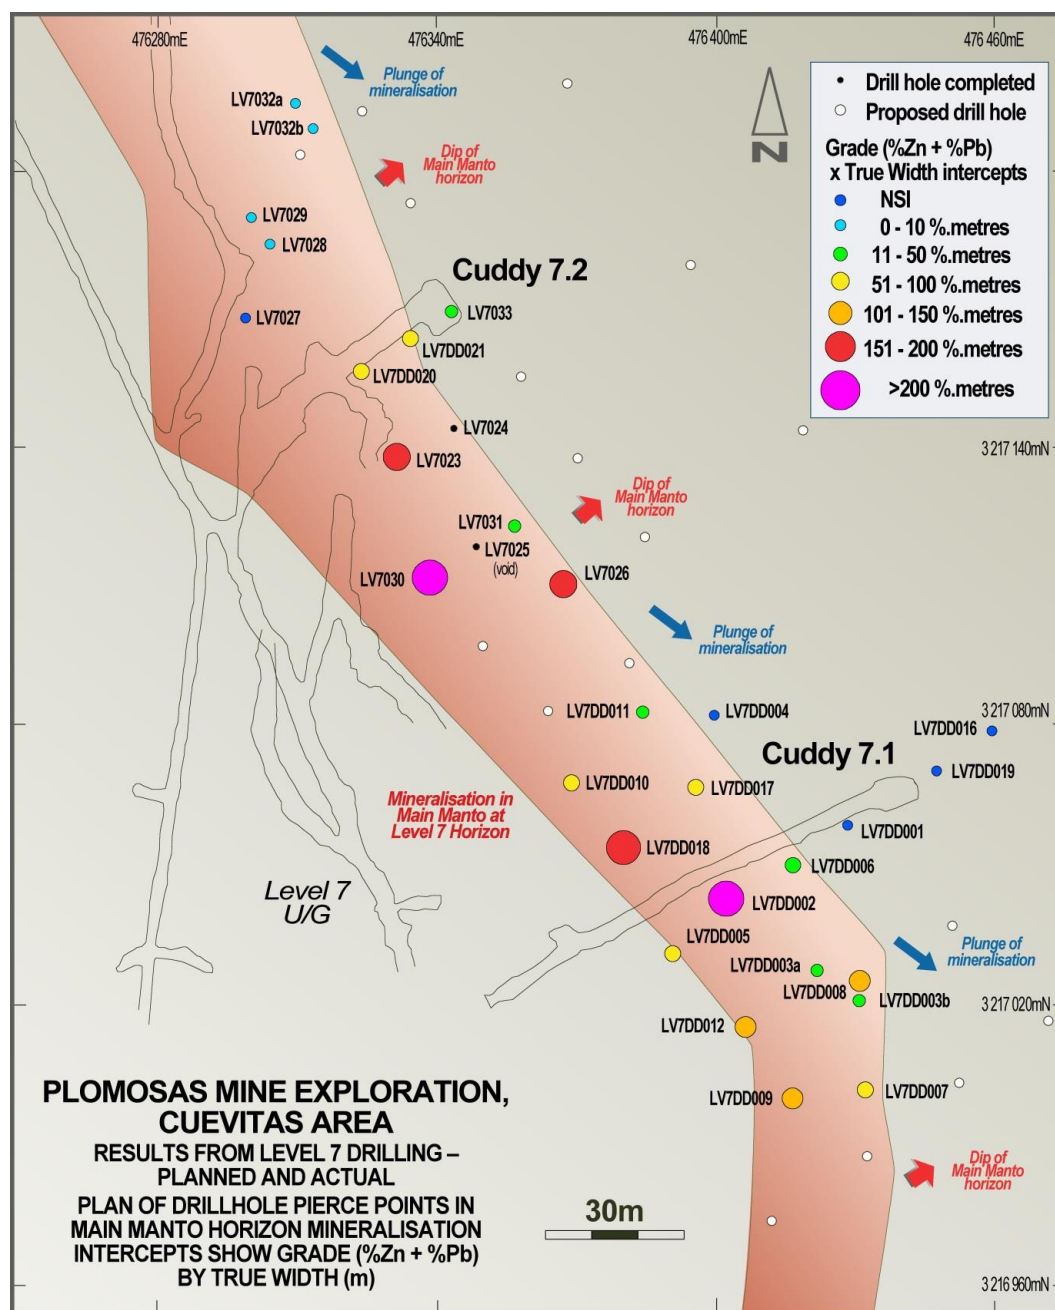 476280mE
476340mE
476 400mE
476 460mE
Plunge of
mineralisation
LV7032a
LV7032b
Dip of
Main Manto
horizon
N
Drill hole completed
Proposed drill hole
Grade (%Zn + %Pb)
x True Width intercepts
NSI
0 - 10 %.metres
11 - 50 %.metres
51 - 100 %.metres
101 - 150 %.metres
151 - 200 %.metres
>200 %.metres
LV7029
LV7028
Cuddy 7.2
LV7027
LV7033
LV7DD021
LV7DD020
LV7024
LV7023
3 217 140mN
Dip of
Main Manto
horizon
LV7031
LV7025
(void)
LV7030
LV7026
Plunge of
mineralisation
LV7DD011
LV7DD004
3 217 080mN
LV7DD016
Cuddy 7.1
LV7DD019
LV7DD010
LV7DD017
Mineralisation in
Main Manto at
Level 7 Horizon
LV7DD001
LV7DD018
LV7DD006
Level 7
U/G
LV7DD002
LV7DD005
Plunge of
mineralisation
LV7DD003a
LV7DD008
LV7DD003b
3 217 020mN
LV7DD012
LV7DD009
LV7DD007
PLOMOSAS MINE EXPLORATION,
CUEVITAS AREA
RESULTS FROM LEVEL 7 DRILLING –
PLANNED AND ACTUAL
PLAN OF DRILLHOLE PIERCE POINTS IN
MAIN MANTO HORIZON MINERALISATION
INTERCEPTS SHOW GRADE (%Zn + %Pb)
BY TRUE WIDTH (m)
Dip of
Main Manto
horizon
30m
3 216 960mN